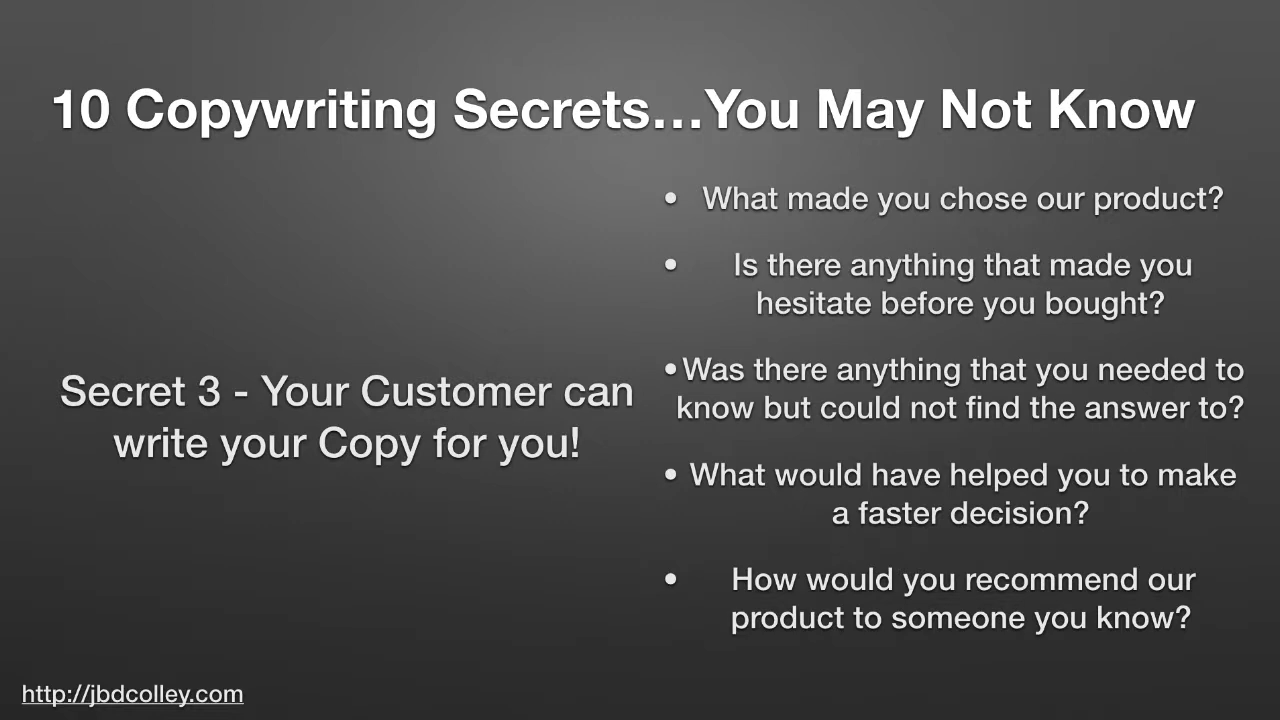 10 Copywriting Secrets…You May Not Know
Secret 3 - Your Customer can
write your Copy for you!
• What made you chose our product?
• Is there anything that made you
hesitate before you bought?
• Was there anything that you needed to
know but could not find the answer to?
• What would have helped you to make
a faster decision?
• How would you recommend our
product to someone you know?
http://jbdcolley.com